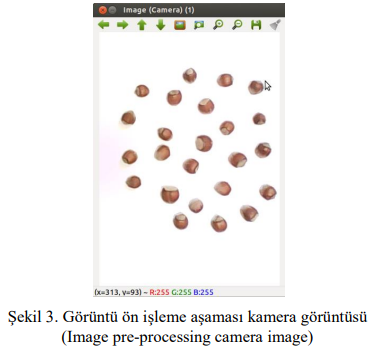 Image (Camera) (1)
(x=313, y=93) ~ R:255 G:255 B:255
Şekil 3. Görüntü ön işleme aşaması kamera görüntüsü
(Image pre-processing camera image)